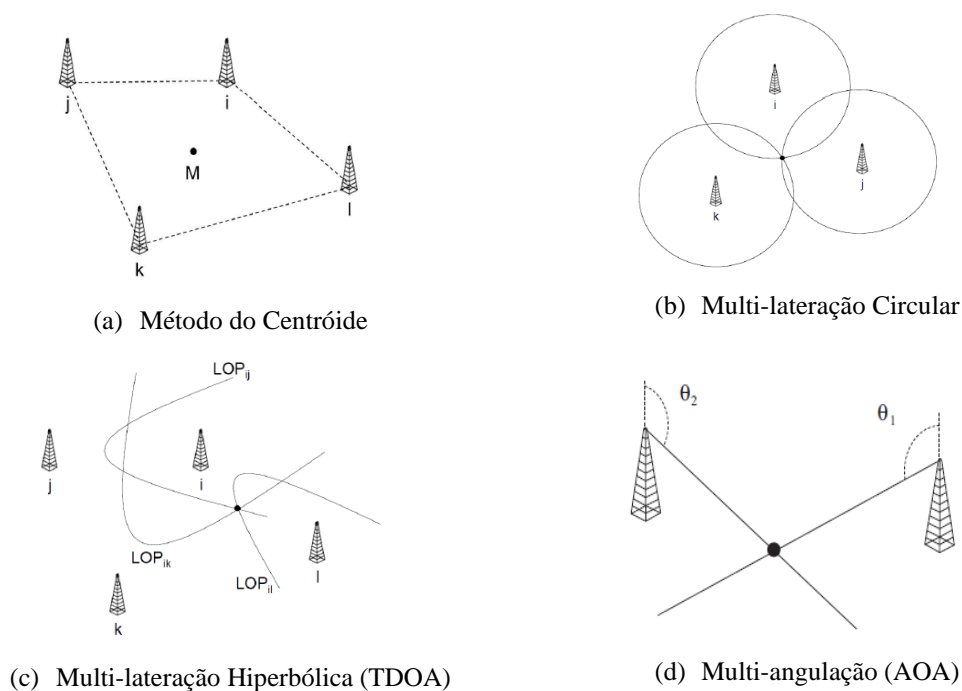 j
i
M
l
k
(a) Método do Centróide
i
j
k
(b) Multi-lateração Circular
LOPij
j
i
LOPik
LOPil
l
k
(c) Multi-lateração Hiperbólica (TDOA)
θ2
θ1
(d) Multi-angulação (AOA)